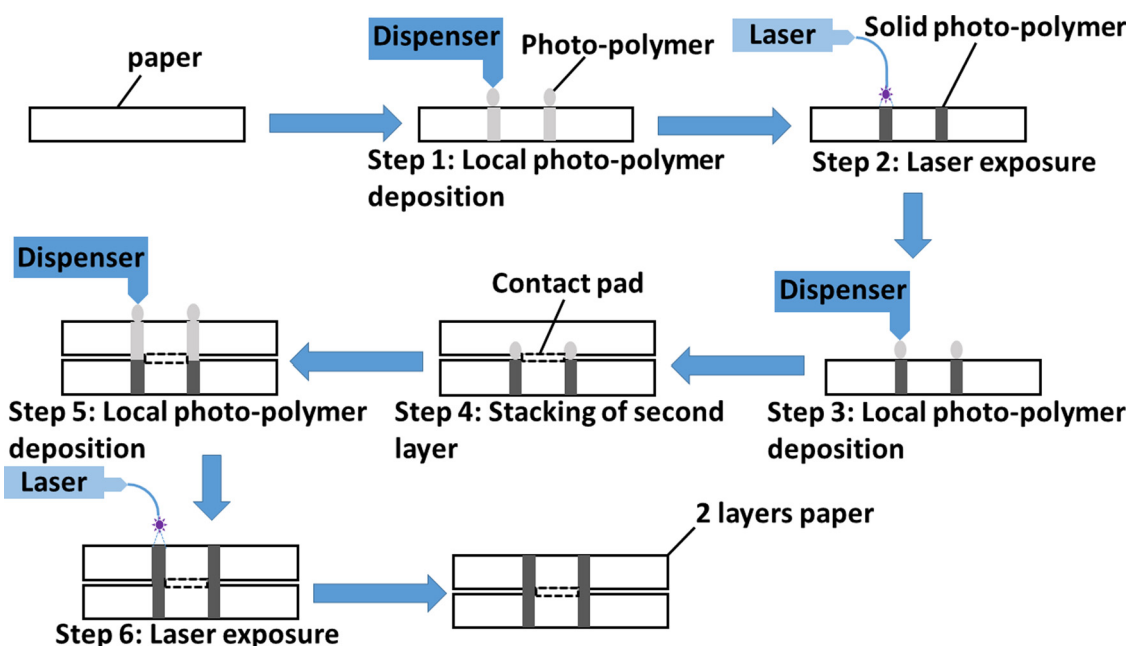 paper
Dispenser
Photo-polymer
Step 1: Local photo-polymer
deposition
Laser
Solid photo-polymer
Step 2: Laser exposure
Dispenser
Step 3: Local photo-polymer
deposition
Contact pad
Step 4: Stacking of second
layer
Dispenser
Step 5: Local photo-polymer
deposition
Laser
Step 6: Laser exposure
2 layers paper